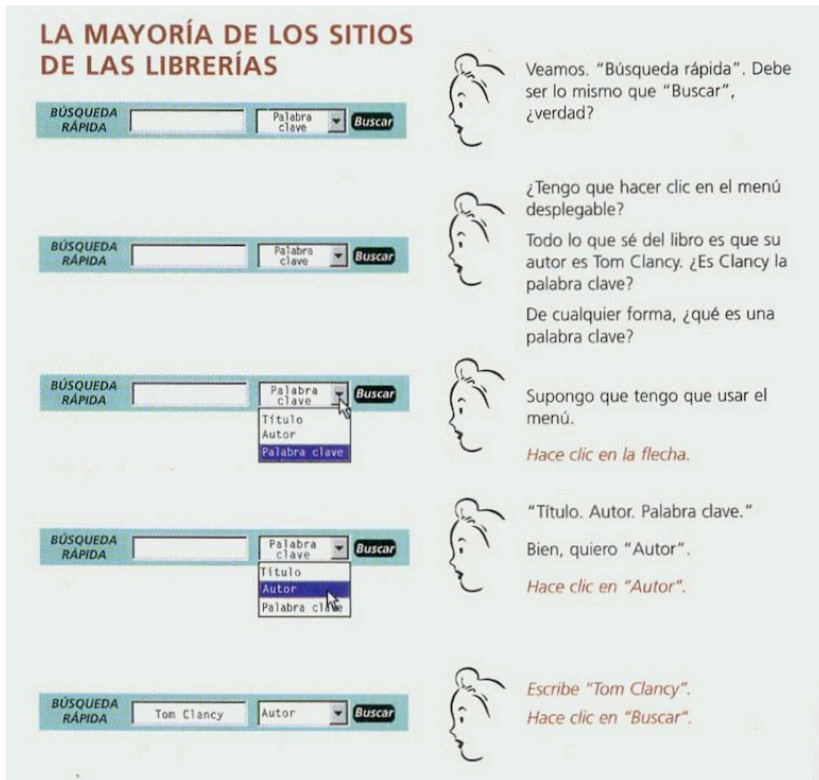 LA MAYORÍA DE LOS SITIOS
DE LAS LIBRERÍAS
BÚSQUEDA
RÁPIDA
Palabra
clave
Buscar
Veamos. "Búsqueda rápida". Debe
ser lo mismo que "Buscar",
¿verdad?
BÚSQUEDA
RÁPIDA
Palabra
clave
Buscar
¿Tengo que hacer clic en el menú
desplegable?
Todo lo que sé del libro es que su
autor es Tom Clancy. ¿Es Clancy la
palabra clave?
De cualquier forma, ¿qué es una
palabra clave?
BÚSQUEDA
RÁPIDA
Palabra
clave
Buscar
Título
Autor
Palabra clave
Supongo que tengo que usar el
menú.
Hace clic en la flecha.
BÚSQUEDA
RÁPIDA
Palabra
clave
Buscar
Título
Autor
Palabra clave
"Título. Autor. Palabra clave."
Bien, quiero "Autor".
Hace clic en "Autor".
BÚSQUEDA
RÁPIDA
Tom Clancy
Autor
Buscar
Escribe "Tom Clancy".
Hace clic en "Buscar".